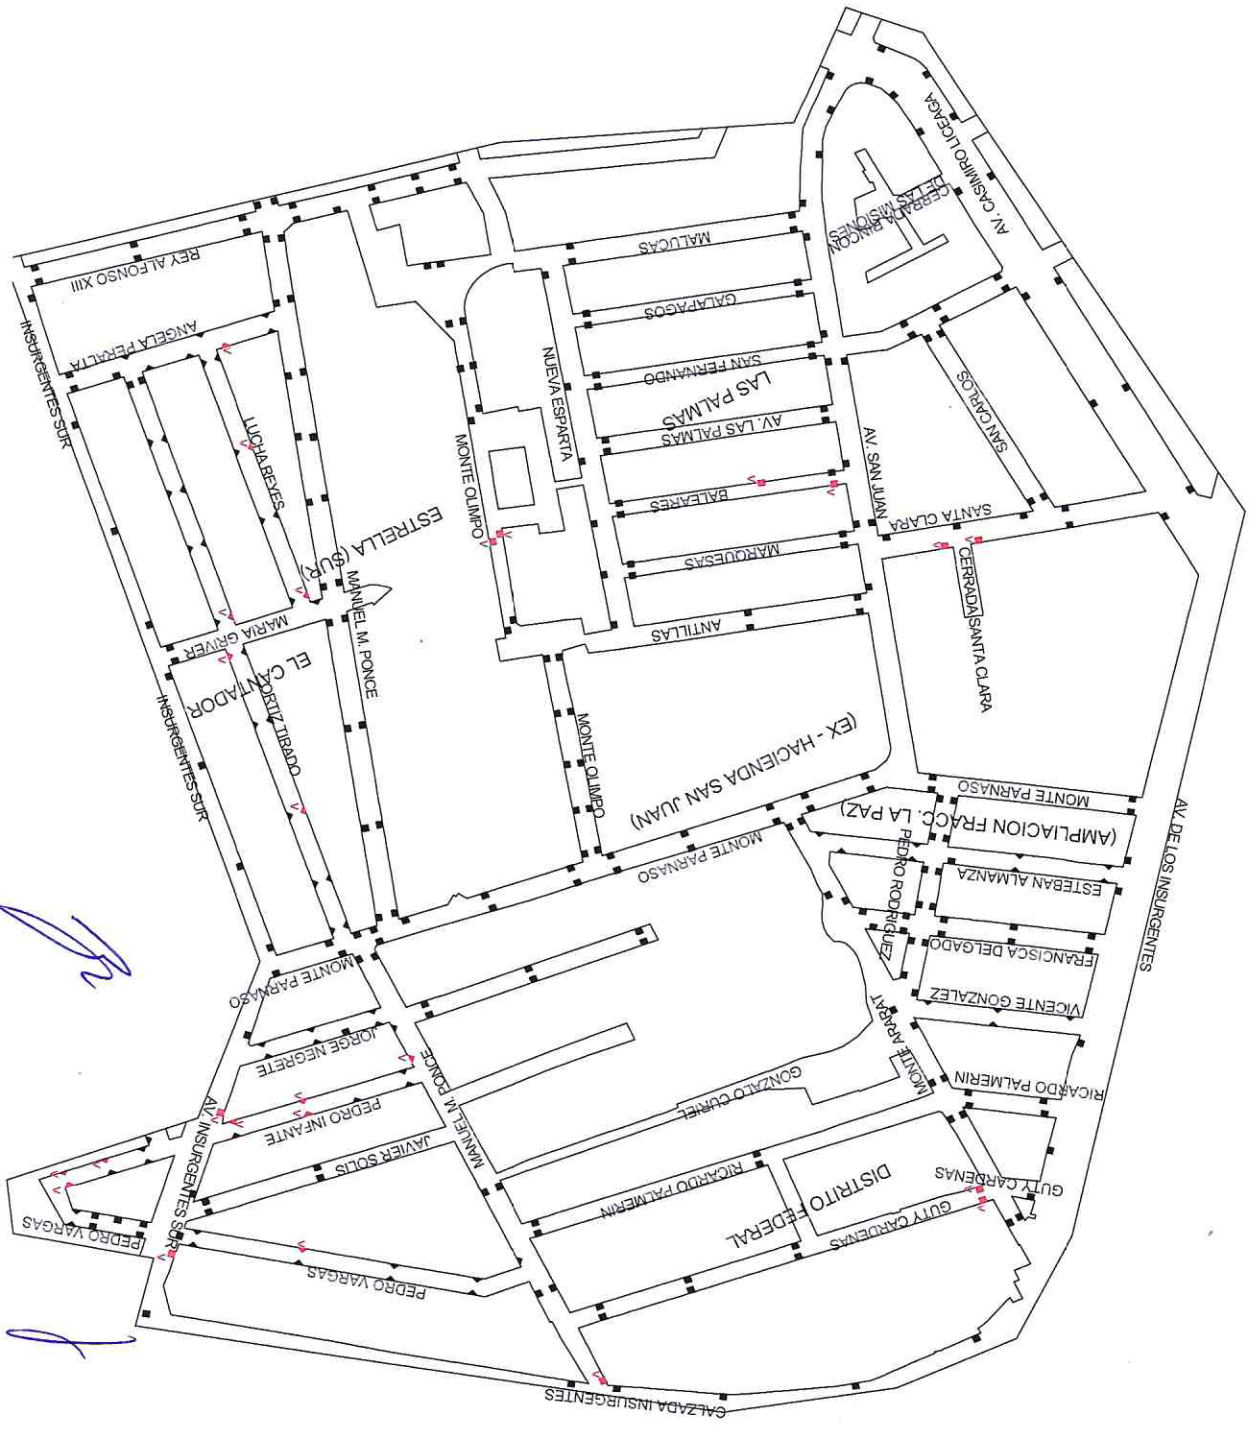 AV. CASIMIRO LICEAGA
CERRADA RINCON
DE LAS MISIONES
MALUCAS
REY ALFONSO XIII
GALAPAGOS
ANGELA PERALTA
INSURGENTES SUR
SAN FERNANDO
NUEVA ESPARTA
LAS PALMAS
SAN CARLOS
AV. LAS PALMAS
LUCHA REYES
MONTE OLIMPO
AV. SAN JUAN
BALEARES
SANTA CLARA
ESTRELLA (SUR)
MARQUESAS
CERRADA SANTA CLARA
MANUEL M. PONCE
MARIA GRIVER
ANTILLAS
EL CANTADOR
ORTIZ TIRADO
INSURGENTES SUR
MONTE OLIMPO
(EX - HACIENDA SAN JUAN)
MONTE PARNASO
(AMPLIACION FRACC. LA PAZ)
AV. DE LOS INSURGENTES
MONTE PARNASO
PEDRO RODRIGUEZ
ESTEBAN ALMANZA
FRANCISCA DELGADO
MONTE PARNASO
VICENTE GONZALEZ
JORGE NEGRETE
MONTE ARARAT
MANUEL M. PONCE
GONZALO CURIEL
RICARDO PALMERIN
PEDRO INFANTE
AV. INSURGENTES SUR
JAVIER SOLIS
MANUEL M. PONCE
RICARDO PALMERIN
GUTY CARDENAS
DISTRITO FEDERAL
GUTY CARDENAS
PEDRO VARGAS
PEDRO VARGAS
PEDRO VARGAS
CALZADA INSURGENTES